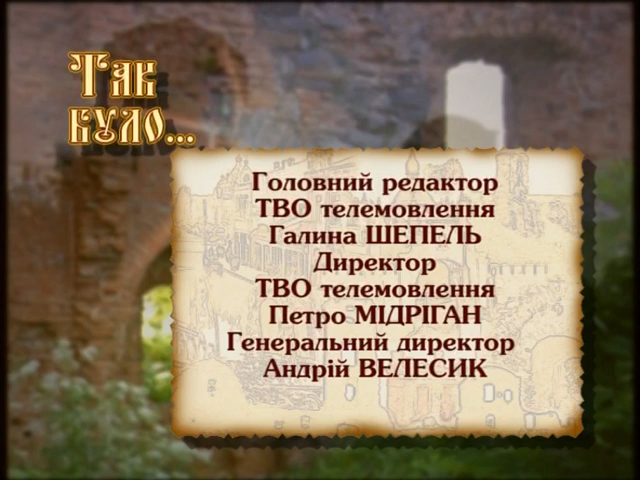 Так
було...
Головний редактор
ТВО телемовлення
Галина ШЕПЕЛЬ
Директор
ТВО телемовлення
Петро МІДРІГАН
Генеральний директор
Андрій ВЕЛЕСИК